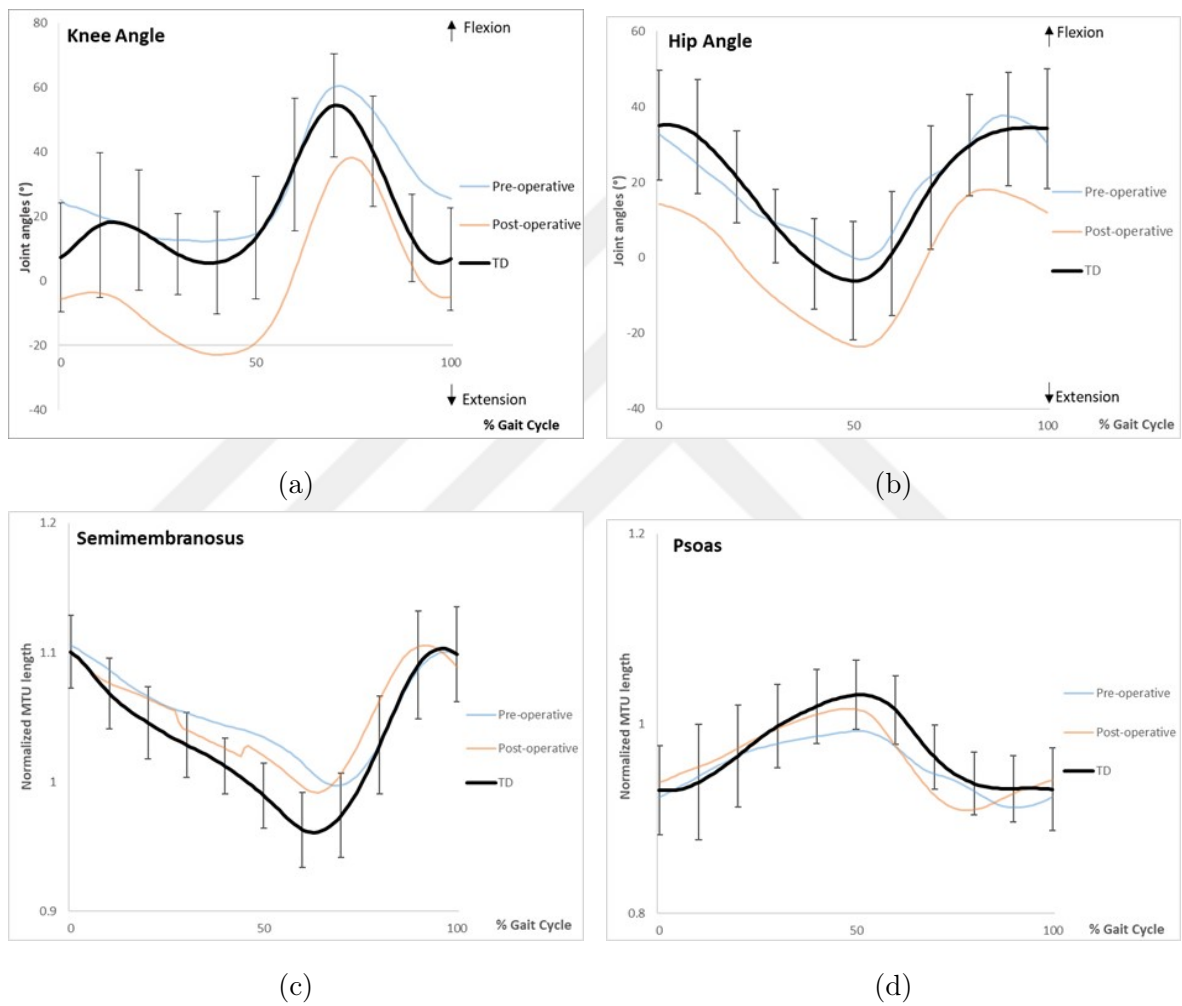 Knee Angle
Flexion
80
60
40
20
0
-20
-40
Joint angles (°)
0
50
100
Pre-operative
Post-operative
TD
Extension
% Gait Cycle
(a)
Hip Angle
Flexion
60
40
20
0
-20
-40
Joint angles (°)
Pre-operative
Post-operative
TD
Extension
0
50
100
% Gait Cycle
(b)
Semimembranosus
1.2
1.1
1
0.9
Normalized MTU length
Pre-operative
Post-operative
TD
0
50
100
% Gait Cycle
(c)
Psoas
1.2
1
0.8
Normalized MTU length
Pre-operative
Post-operative
TD
0
50
100
% Gait Cycle
(d)